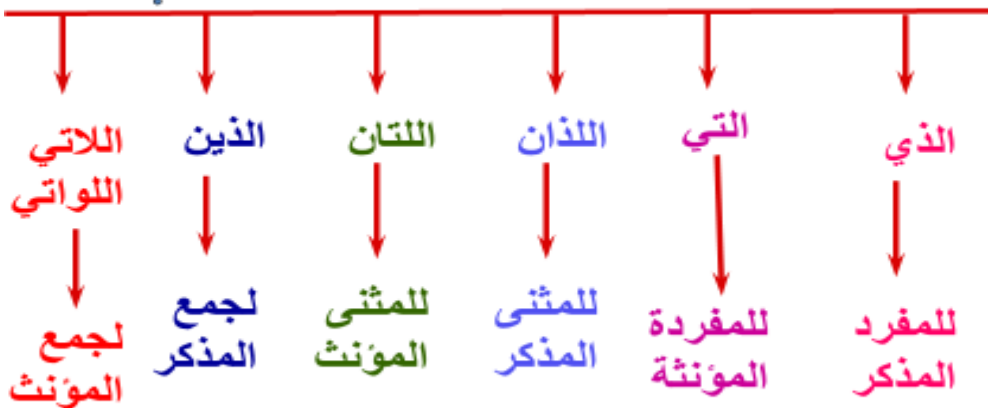 الذي
التي
اللذان
اللتان
الذين
اللاتي
اللواتي
للمفرد
المذكر
للمفردة
المؤنثة
للمثنى
المذكر
للمثنى
المؤنث
لجمع
المذكر
لجمع
المؤنث